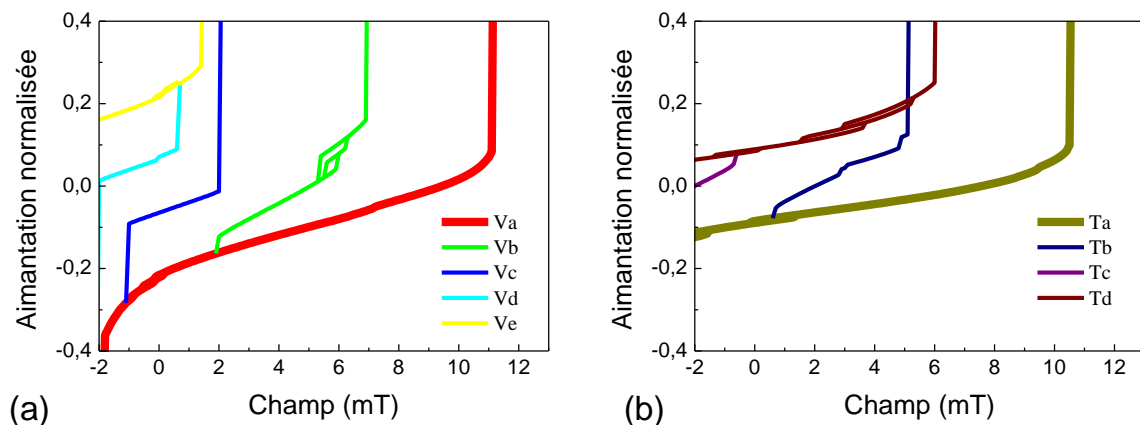 0,4
0,2
0,0
-0,2
-0,4
Aimantation normalisée
-2 0 2 4 6 8 10 12
Champ (mT)
(a)
Va
Vb
Vc
Vd
Ve
0,4
0,2
0,0
-0,2
-0,4
Aimantation normalisée
-2 0 2 4 6 8 10 12
Champ (mT)
(b)
Ta
Tb
Tc
Td